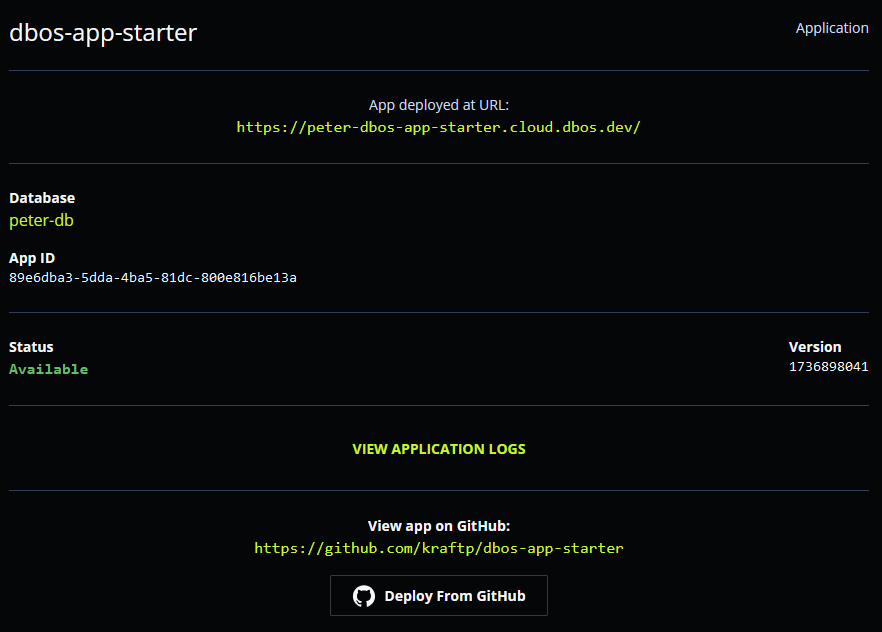 dbos-app-starter
Application
App deployed at URL:
https://peter-dbos-app-starter.cloud.dbos.dev/
Database
peter-db
App ID
89e6dba3-5dda-4ba5-81dc-800e816be13a
Status
Version
Available
1736898041
VIEW APPLICATION LOGS
View app on GitHub:
https://github.com/kraftp/dbos-app-starter
Deploy From GitHub